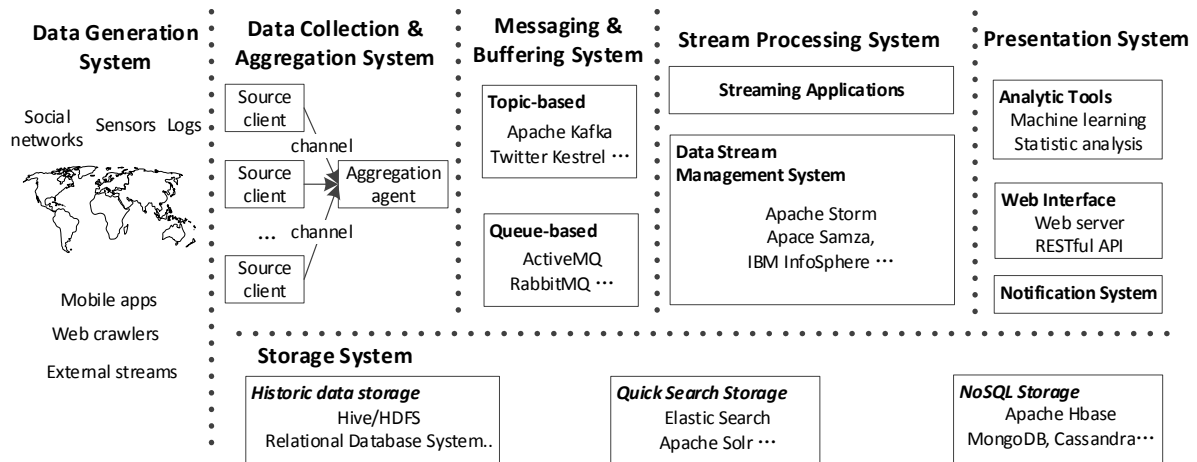 Data Generation
System
Social
networks
Sensors
Logs
Mobile apps
Web crawlers
External streams
Data Collection &
Aggregation System
Source
client
channel
Source
client
Aggregation
agent
...
channel
Source
client
Messaging &
Buffering System
Topic-based
Apache Kafka
Twitter Kestrel ⋯
Queue-based
ActiveMQ
RabbitMQ ⋯
Stream Processing System
Streaming Applications
Data Stream
Management System
Apache Storm
Apace Samza,
IBM InfoSphere ⋯
Presentation System
Analytic Tools
Machine learning
Statistic analysis
Web Interface
Web server
RESTful API
Notification System
Storage System
Historic data storage
Hive/HDFS
Relational Database System..
Quick Search Storage
Elastic Search
Apache Solr ⋯
NoSQL Storage
Apache Hbase
MongoDB, Cassandra⋯